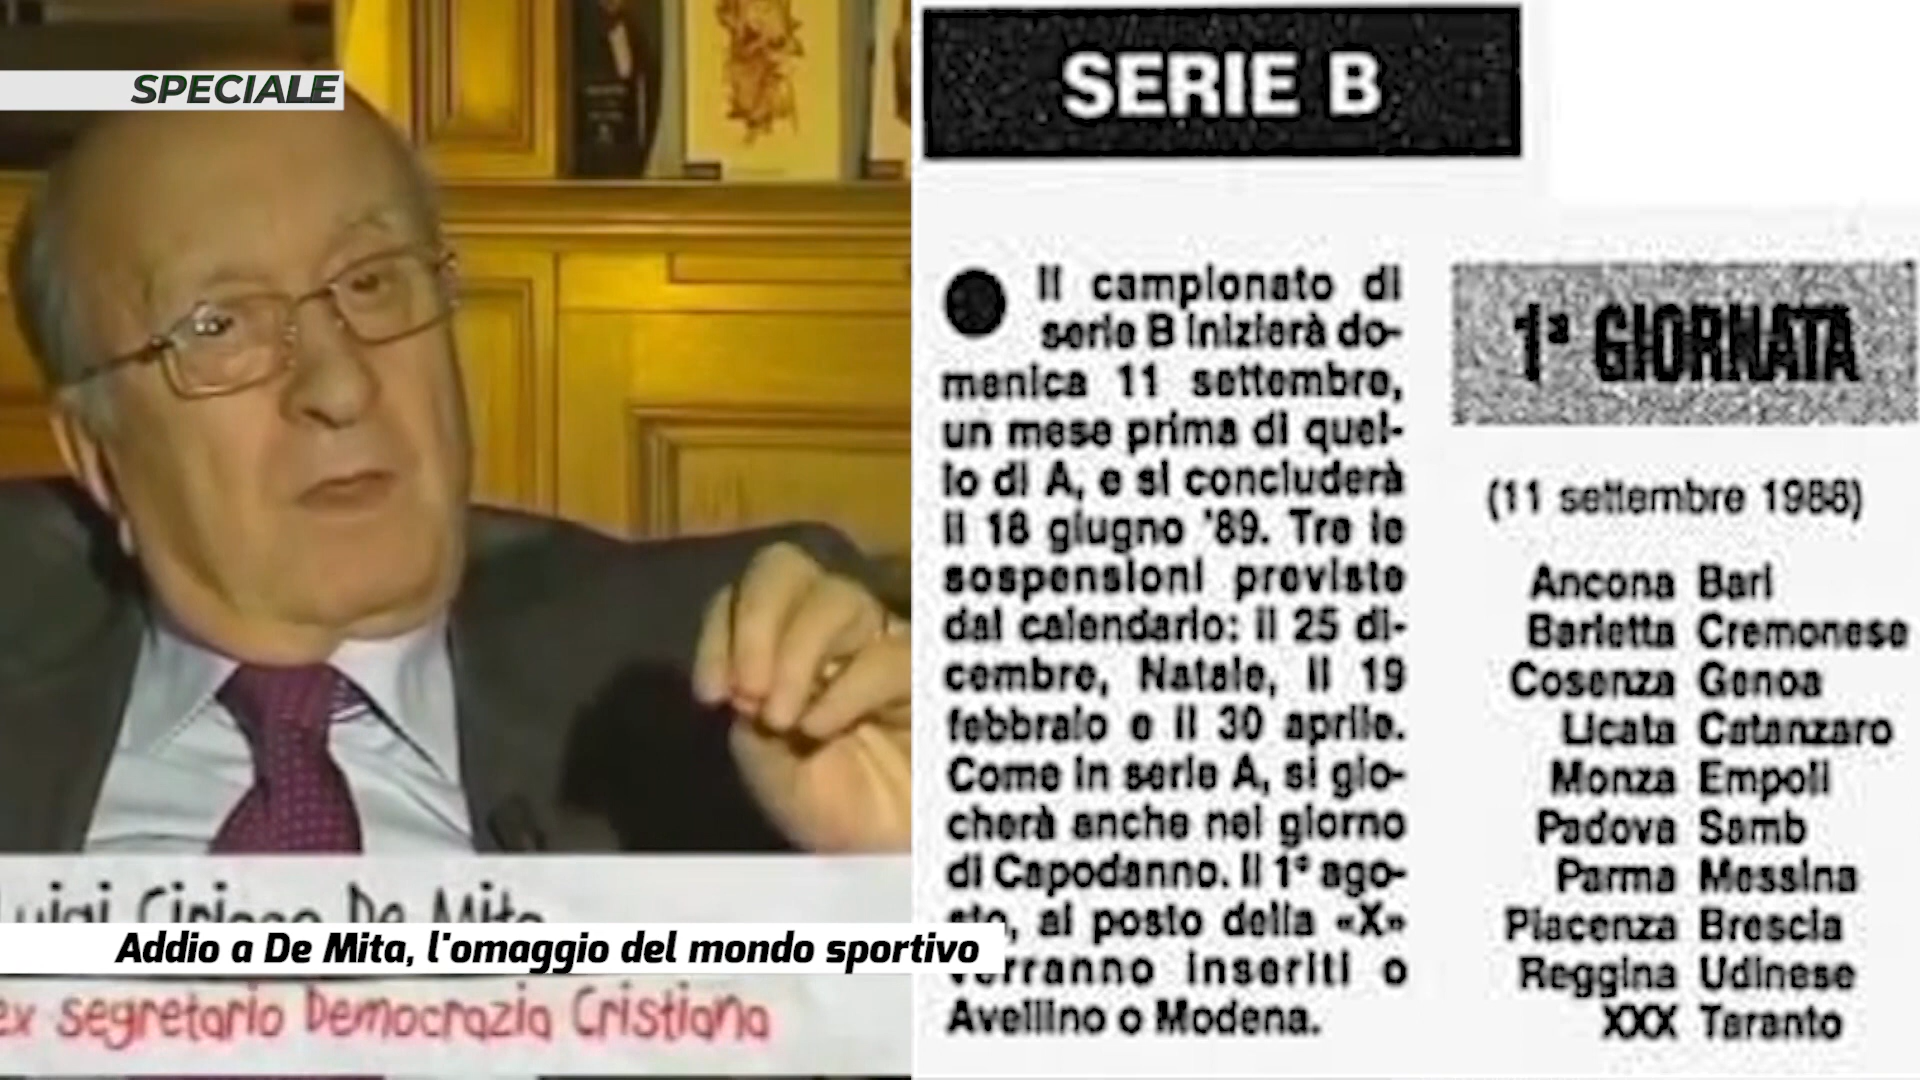 SPECIALE
Luigi Ciriaco De Mita
Addio a De Mita, l'omaggio del mondo sportivo
ex segretario Democrazia Cristiana
SERIE B
Il campionato di
serie B inizierà do-
menica 11 settembre,
un mese prima di quel-
lo di A, e si concluderà
il 18 giugno '89. Tre le
sospensioni previste
dal calendario: il 25 di-
cembre, Natale, il 19
febbraio e il 30 aprile.
Come in serie A, si gio-
cherà anche nel giorno
di Capodanno. Il 1° ago-
sto, al posto della «X»
verranno inseriti o
Avellino o Modena.
1ª GIORNATA
(11 settembre 1988)
Ancona Bari
Barletta Cremonese
Cosenza Genoa
Licata Catanzaro
Monza Empoli
Padova Samb
Parma Messina
Piacenza Brescia
Reggina Udinese
XXX Taranto